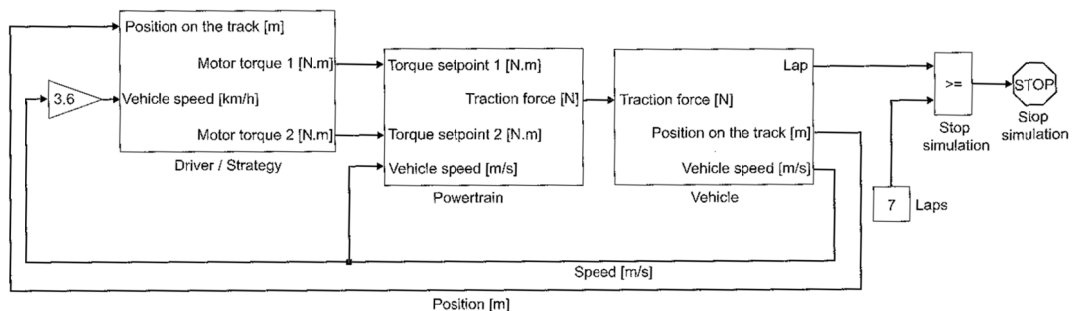 Position on the track [m]
Motor torque 1 [N.m]
3.6
Vehicle speed [km/h]
Motor torque 2 [N.m]
Driver / Strategy
Torque setpoint 1 [N.m]
Traction force [N]
Torque setpoint 2 [N.m]
Vehicle speed [m/s]
Powertrain
Lap
Traction force [N]
Position on the track [m]
Vehicle speed [m/s]
Vehicle
>=
Stop
simulation
STOP
Stop
simulation
7
Laps
Speed [m/s]
Position [m]